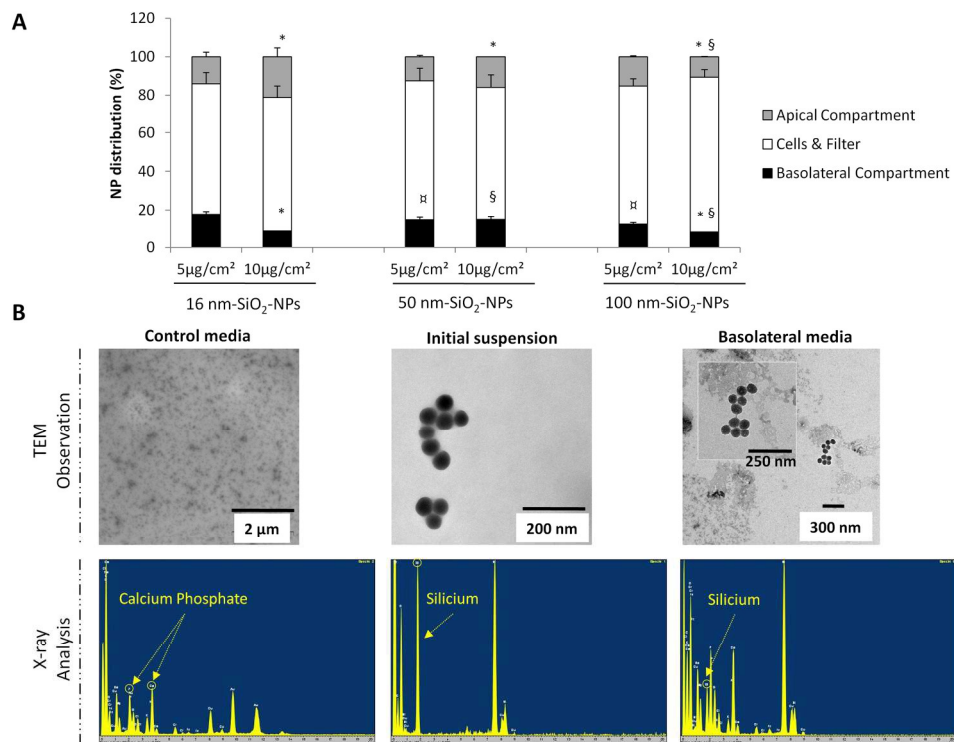 A
NP distribution (%)
120
100
80
60
40
20
0
*
*
* §
*
¤
§
¤
* §
Apical Compartment
Cells & Filter
Basolateral Compartment
5µg/cm² 10µg/cm² 5µg/cm² 10µg/cm² 5µg/cm² 10µg/cm²
16 nm-SiO₂-NPs 50 nm-SiO₂-NPs 100 nm-SiO₂-NPs
B
Control media Initial suspension Basolateral media
TEM
Observation
2 µm
200 nm
250 nm
300 nm
X-ray
Analysis
Calcium Phosphate
Silicium
Silicium